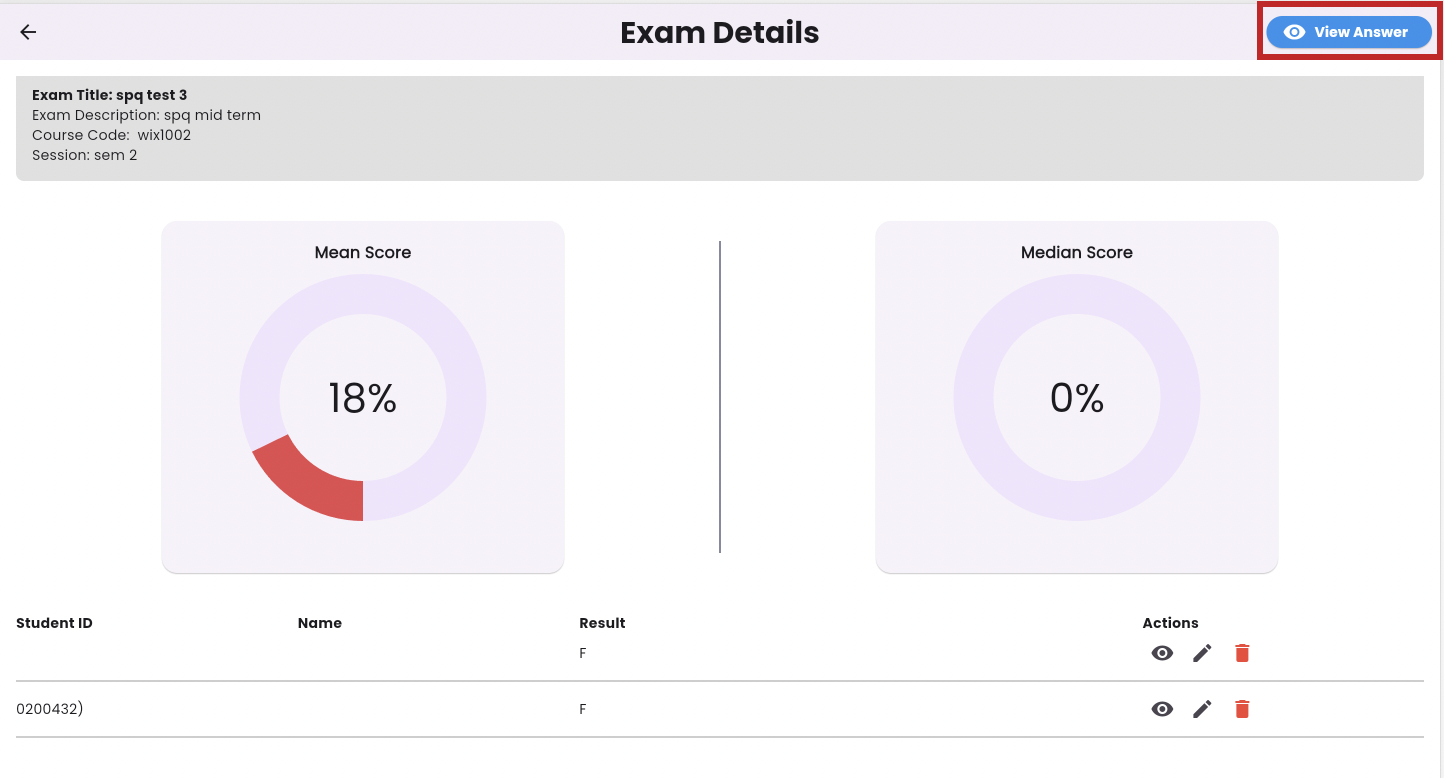 Exam Details
View Answer
Exam Title: spq test 3
Exam Description: spq mid term
Course Code:  wix1002
Session: sem 2
Mean Score
18%
Median Score
0%
Student ID Name Result Actions
F
0200432) F